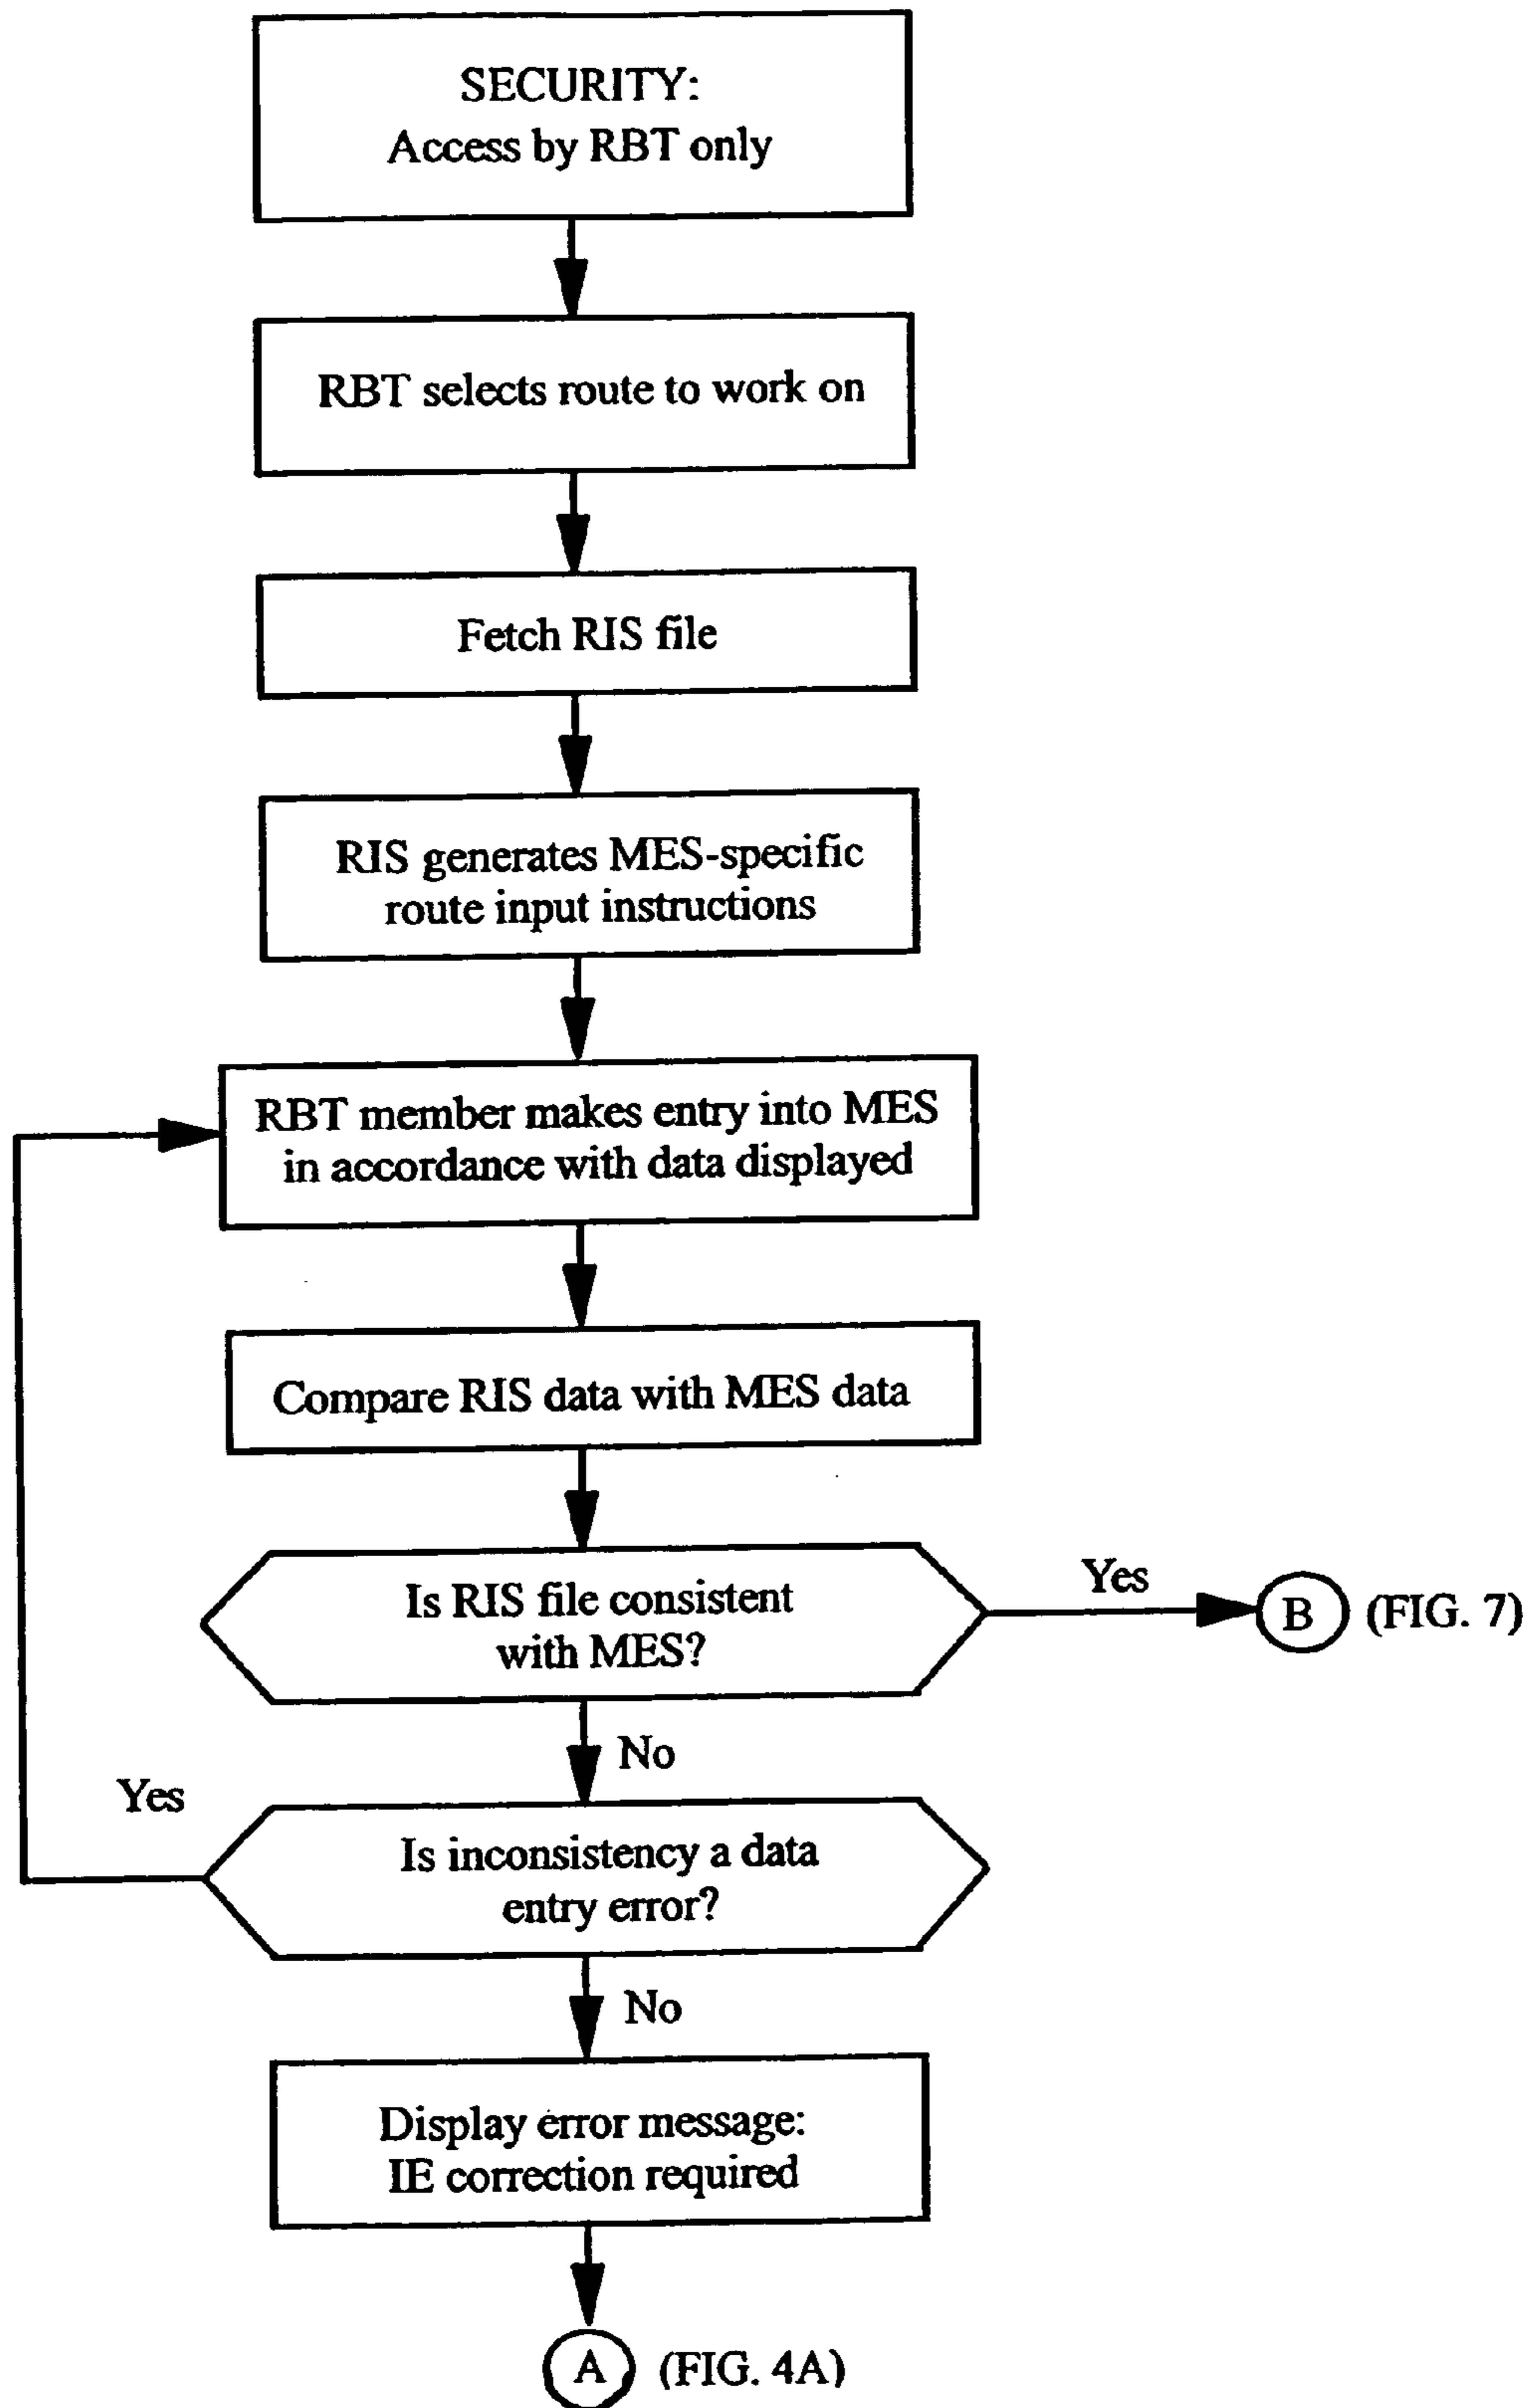 SECURITY:
Access by RBT only
RBT selects route to work on
Fetch RIS file
RIS generates MES-specific
route input instructions
RBT member makes entry into MES
in accordance with data displayed
Compare RIS data with MES data
Is RIS file consistent
with MES?
Yes
B (FIG. 7)
No
Yes
Is inconsistency a data
entry error?
No
Display error message:
IE correction required
A (FIG. 4A)